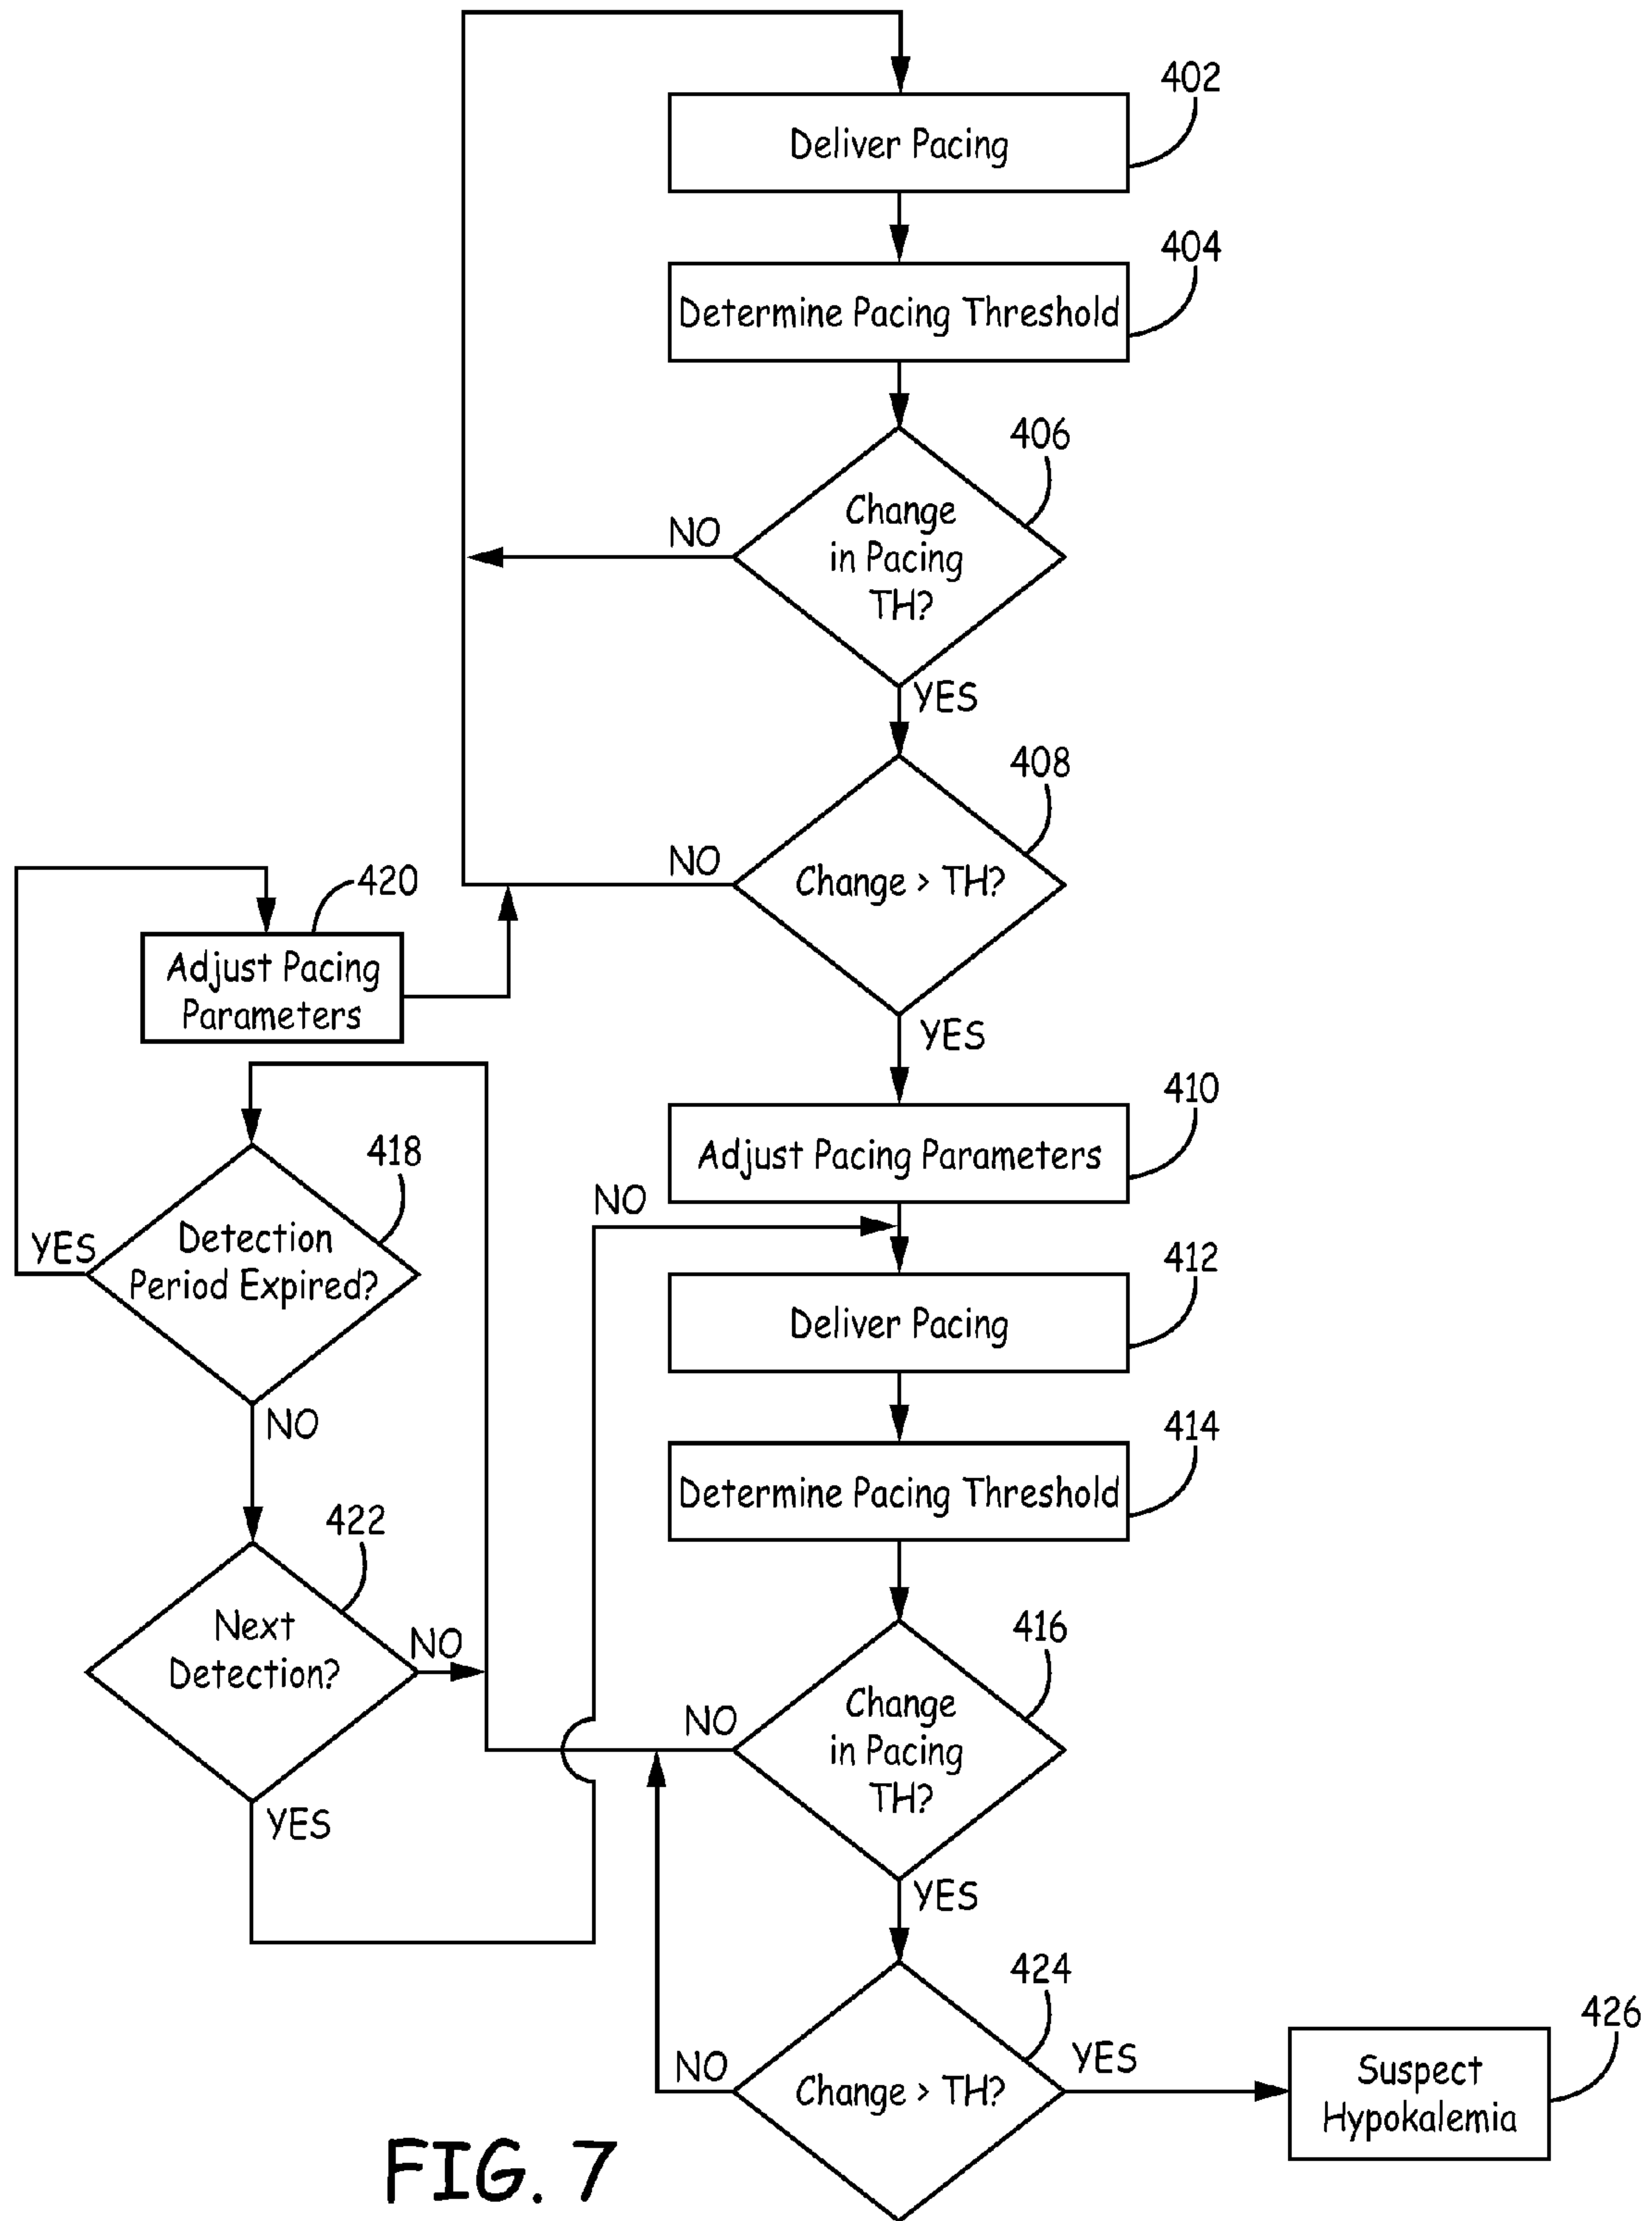 402
Deliver Pacing
404
Determine Pacing Threshold
406
Change
in Pacing
TH?
NO
YES
408
Change > TH?
NO
YES
420
Adjust Pacing
Parameters
410
Adjust Pacing Parameters
418
Detection
Period Expired?
YES
NO
NO
412
Deliver Pacing
414
Determine Pacing Threshold
422
Next
Detection?
NO
YES
416
Change
in Pacing
TH?
NO
YES
424
Change > TH?
NO
YES
426
Suspect
Hypokalemia
FIG. 7